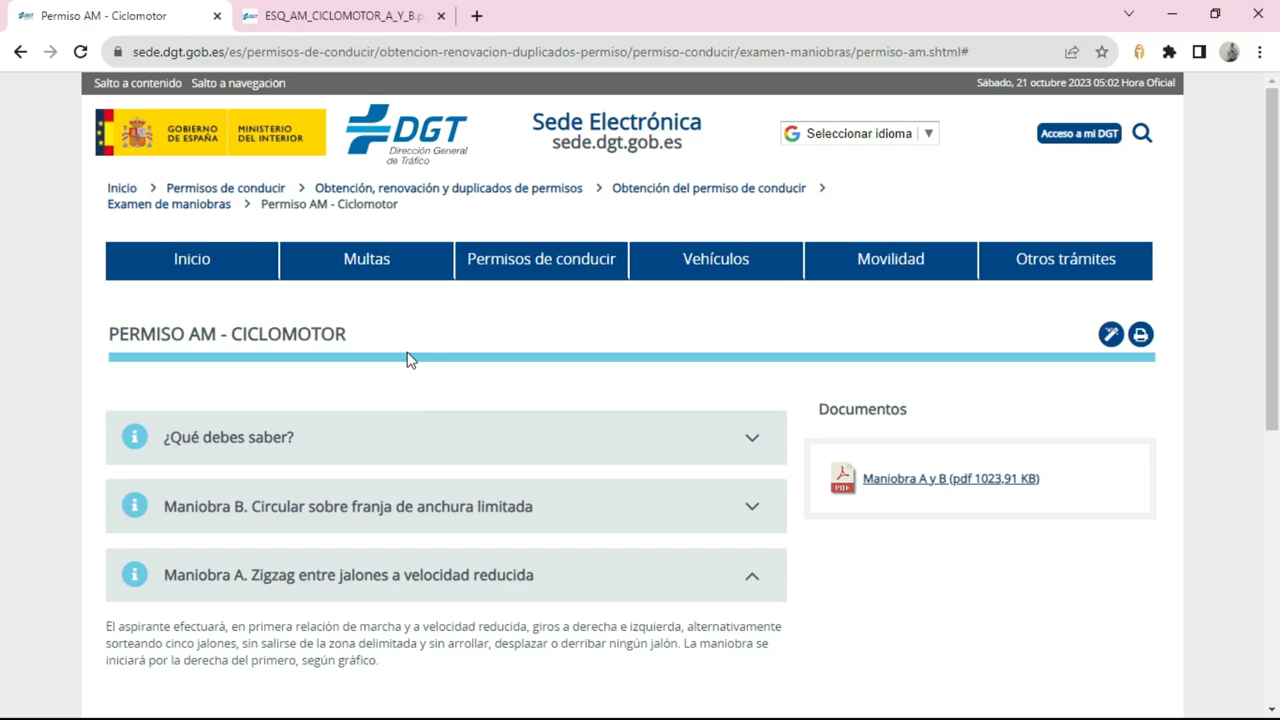 Permiso AM - Ciclomotor
ESQ_AM_CICLOMOTOR_A_Y_B.p
sede.dgt.gob.es/es/permisos-de-conducir/obtencion-renovacion-duplicados-permiso/permiso-conducir/examen-maniobras/permiso-am.shtml#
Salto a contenido Salto a navegación
Sábado, 21 octubre 2023 05:02 Hora Oficial
GOBIERNO DE ESPAÑA
MINISTERIO DEL INTERIOR
DGT
Dirección General
de Tráfico
Sede Electrónica
sede.dgt.gob.es
Seleccionar idioma ▼
Acceso a mi DGT
Inicio > Permisos de conducir > Obtención, renovación y duplicados de permisos > Obtención del permiso de conducir >
Examen de maniobras > Permiso AM - Ciclomotor
Inicio Multas Permisos de conducir Vehículos Movilidad Otros trámites
PERMISO AM - CICLOMOTOR
¿Qué debes saber?
Maniobra B. Circular sobre franja de anchura limitada
Maniobra A. Zigzag entre jalones a velocidad reducida
El aspirante efectuará, en primera relación de marcha y a velocidad reducida, giros a derecha e izquierda, alternativamente
sorteando cinco jalones, sin salirse de la zona delimitada y sin arrollar, desplazar o derribar ningún jalón. La maniobra se
iniciará por la derecha del primero, según gráfico.
Documentos
PDF
Maniobra A y B (pdf 1023,91 KB)